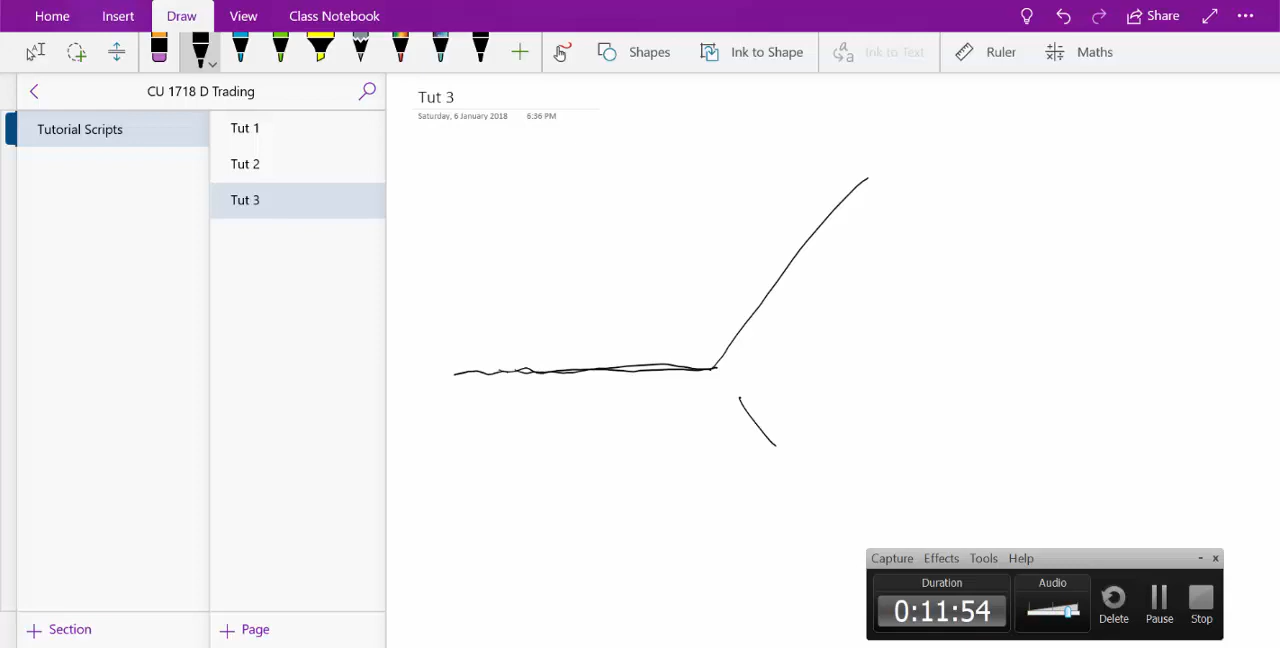 Home Insert Draw View Class Notebook Share
Shapes Ink to Shape Ink to Text Ruler Maths
CU 1718 D Trading
Tutorial Scripts
Tut 1
Tut 2
Tut 3
Section
Page
Tut 3
Saturday, 6 January 2018 6:36 PM
Capture Effects Tools Help
Duration
0:11:54
Audio
Delete Pause Stop